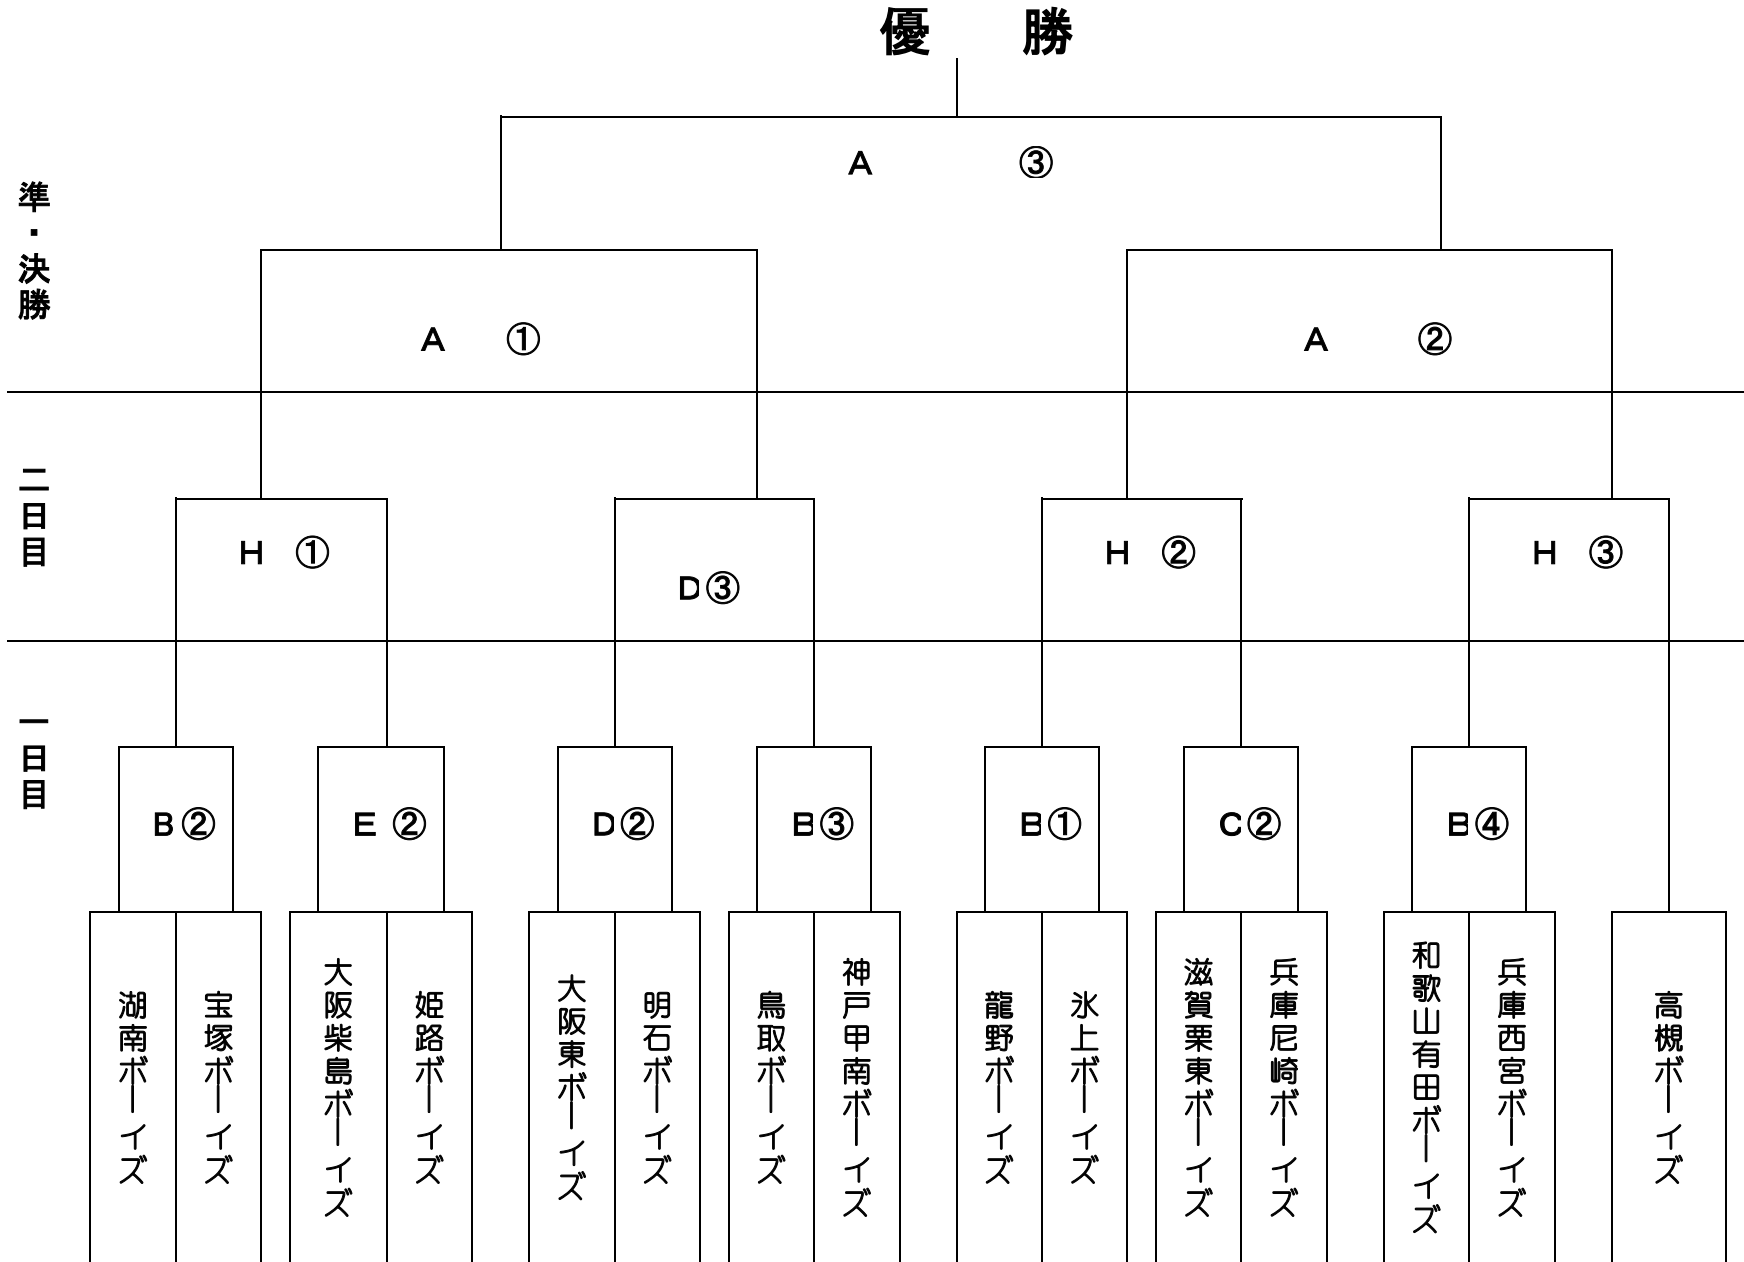 優　勝
A ③
準・決勝
A ①
A ②
二日目
H ①
D③
H ②
H ③
一日目
B②
E②
D②
B③
B①
C②
B④
湖南ボーイズ
宝塚ボーイズ
大阪柴島ボーイズ
姫路ボーイズ
大阪東ボーイズ
明石ボーイズ
鳥取ボーイズ
神戸甲南ボーイズ
龍野ボーイズ
氷上ボーイズ
滋賀栗東ボーイズ
兵庫尼崎ボーイズ
和歌山有田ボーイズ
兵庫西宮ボーイズ
高槻ボーイズ